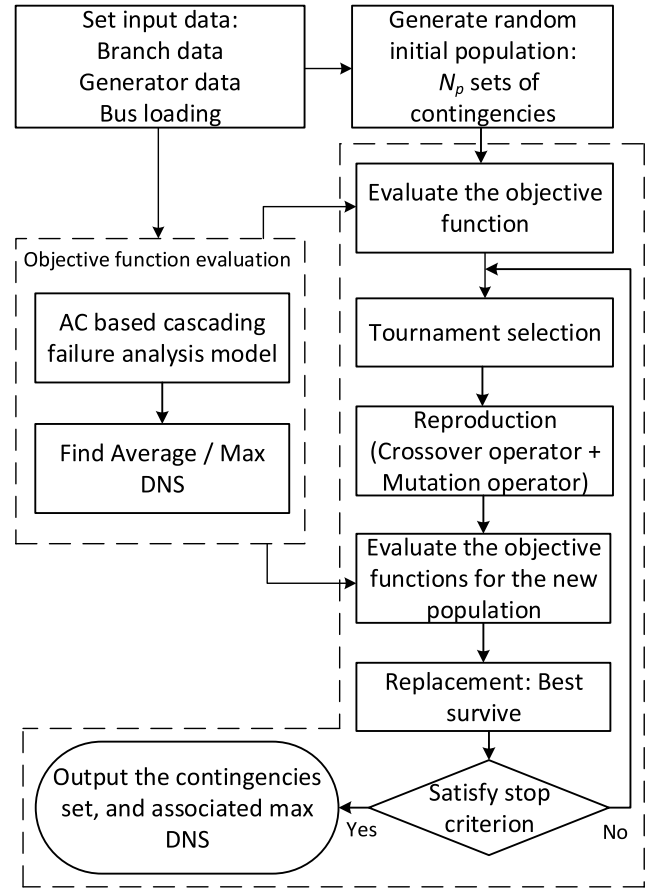 Set input data:
Branch data
Generator data
Bus loading
Generate random
initial population:
Np sets of
contingencies
Evaluate the objective
function
Objective function evaluation
AC based cascading
failure analysis model
Find Average / Max
DNS
Tournament selection
Reproduction
(Crossover operator +
Mutation operator)
Evaluate the objective
functions for the new
population
Replacement: Best
survive
Satisfy stop
criterion
Yes
No
Output the contingencies
set, and associated max
DNS